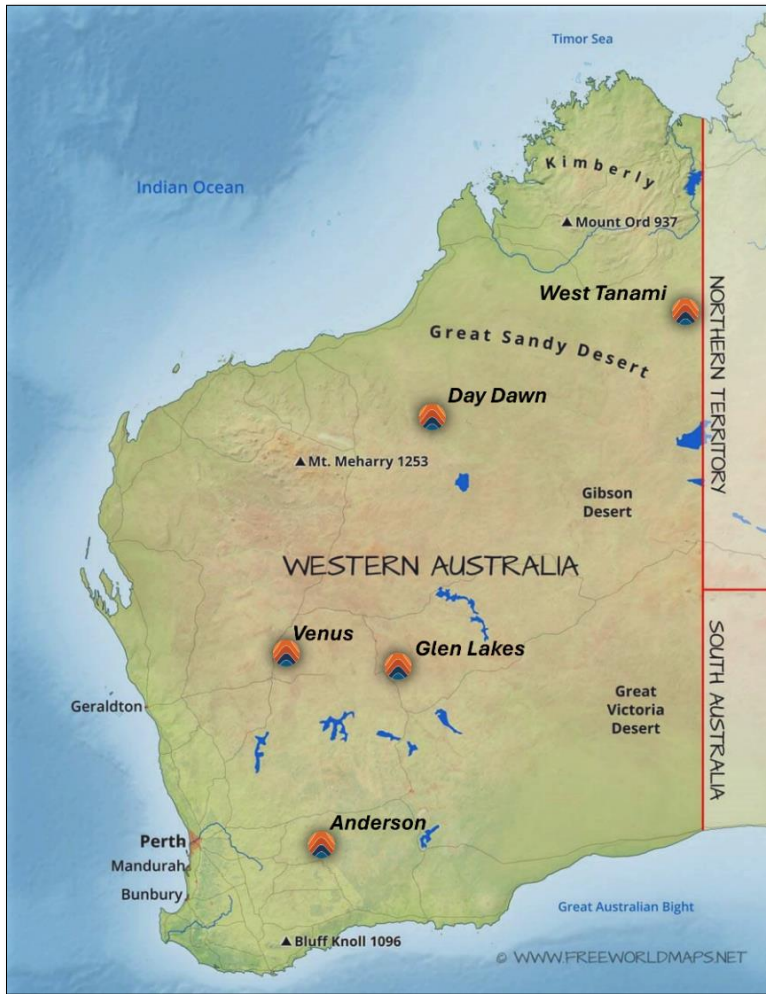 Timor Sea
Kimberly
Indian Ocean
▲ Mount Ord 937
West Tanami
NORTHERN TERRITORY
Great Sandy Desert
Day Dawn
▲ Mt. Meharry 1253
Gibson
Desert
WESTERN AUSTRALIA
Venus
Glen Lakes
SOUTH AUSTRALIA
Great
Victoria
Desert
Geraldton
Anderson
Perth
Mandurah
Bunbury
Great Australian Bight
▲ Bluff Knoll 1096
© WWW.FREEWORLDMAPS.NET